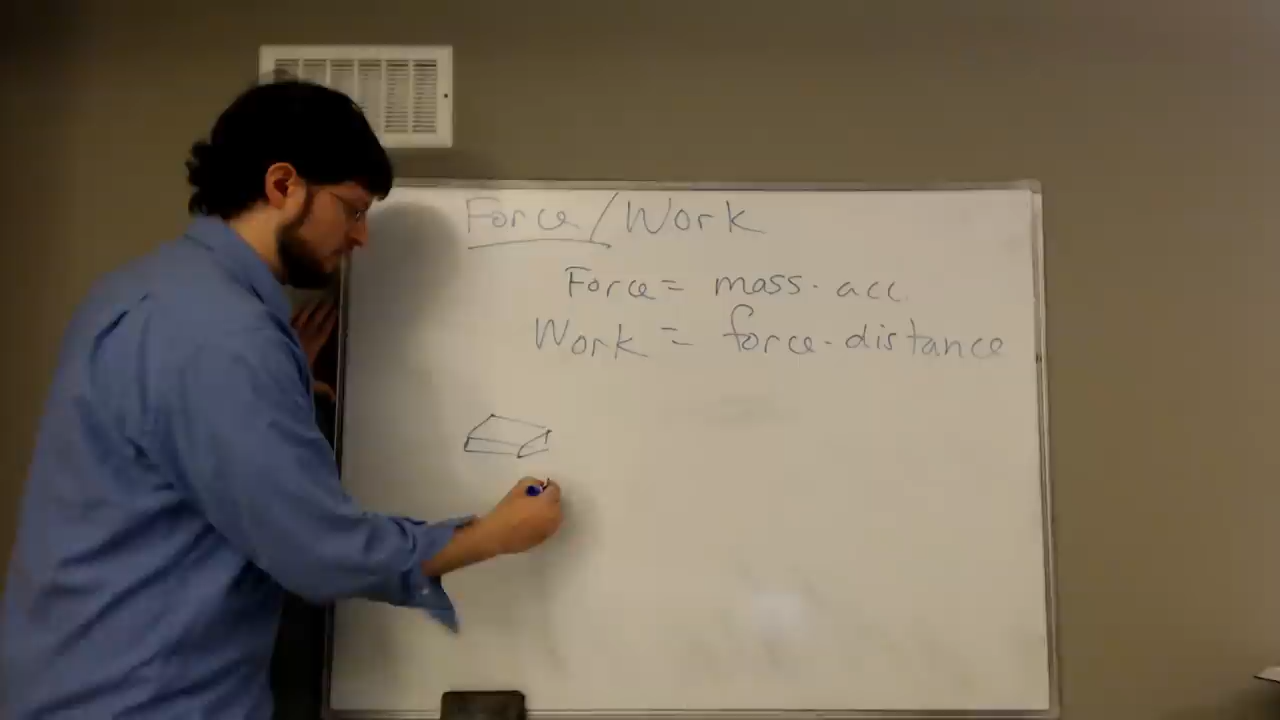 Force/Work
Force = mass · acc.
Work = force · distance